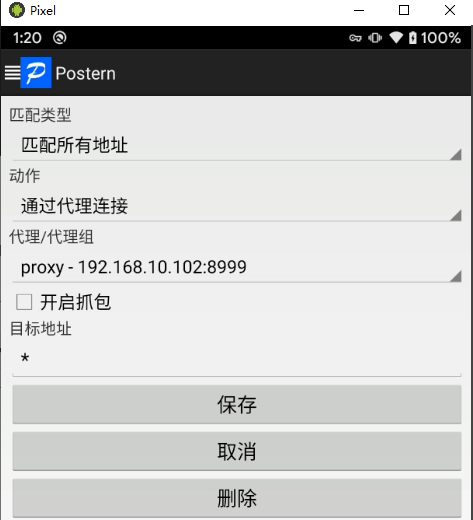 Pixel
1:20 100%
Postern
匹配类型
匹配所有地址
动作
通过代理连接
代理/代理组
proxy - 192.168.10.102:8999
开启抓包
目标地址
*
保存
取消
删除